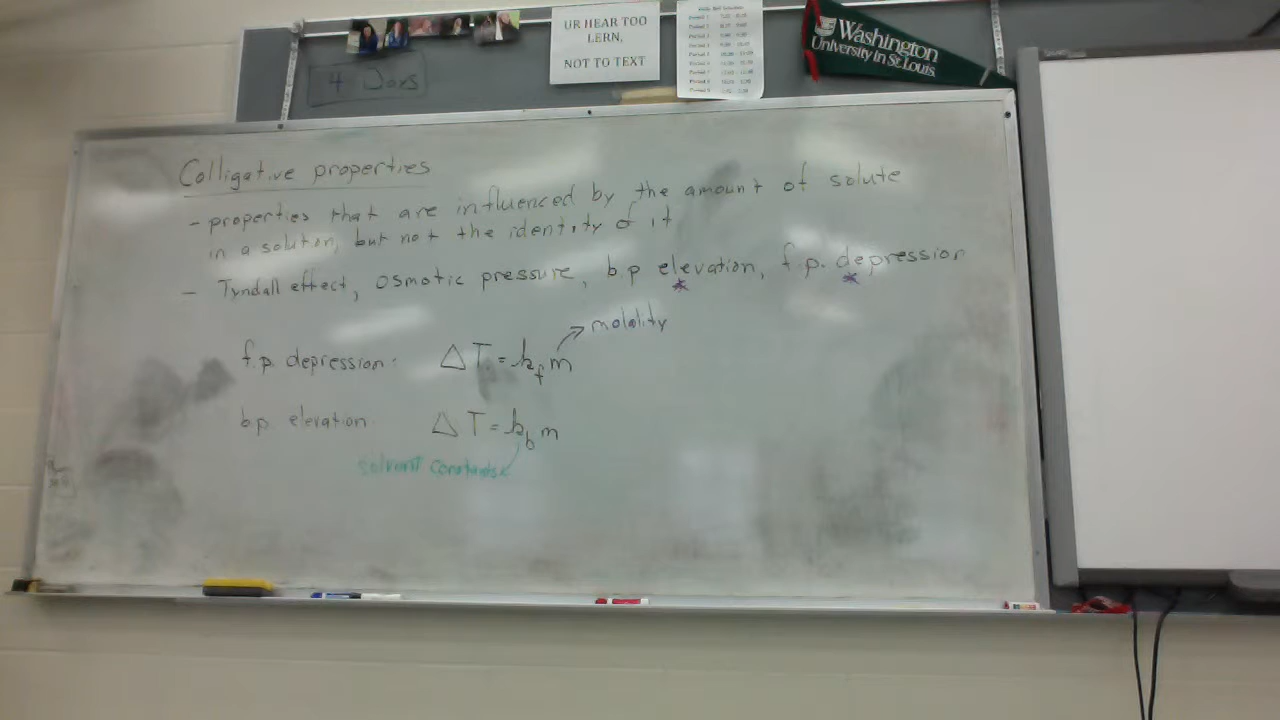 UR HEAR TOO
LERN,
NOT TO TEXT
Washington
University in St. Louis
4 Days
Colligative properties
- properties that are influenced by the amount of solute
in a solution, but not the identity of it
- Tyndall effect, osmotic pressure, b.p elevation, f.p. depression
* *
molality
f.p. depression: △T = kf m
b.p elevation: △T = kb m
solvent constants